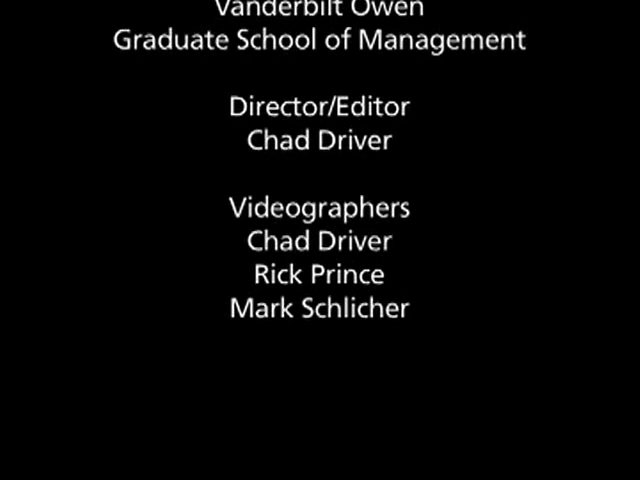 Vanderbilt Owen
Graduate School of Management
Director/Editor
Chad Driver
Videographers
Chad Driver
Rick Prince
Mark Schlicher